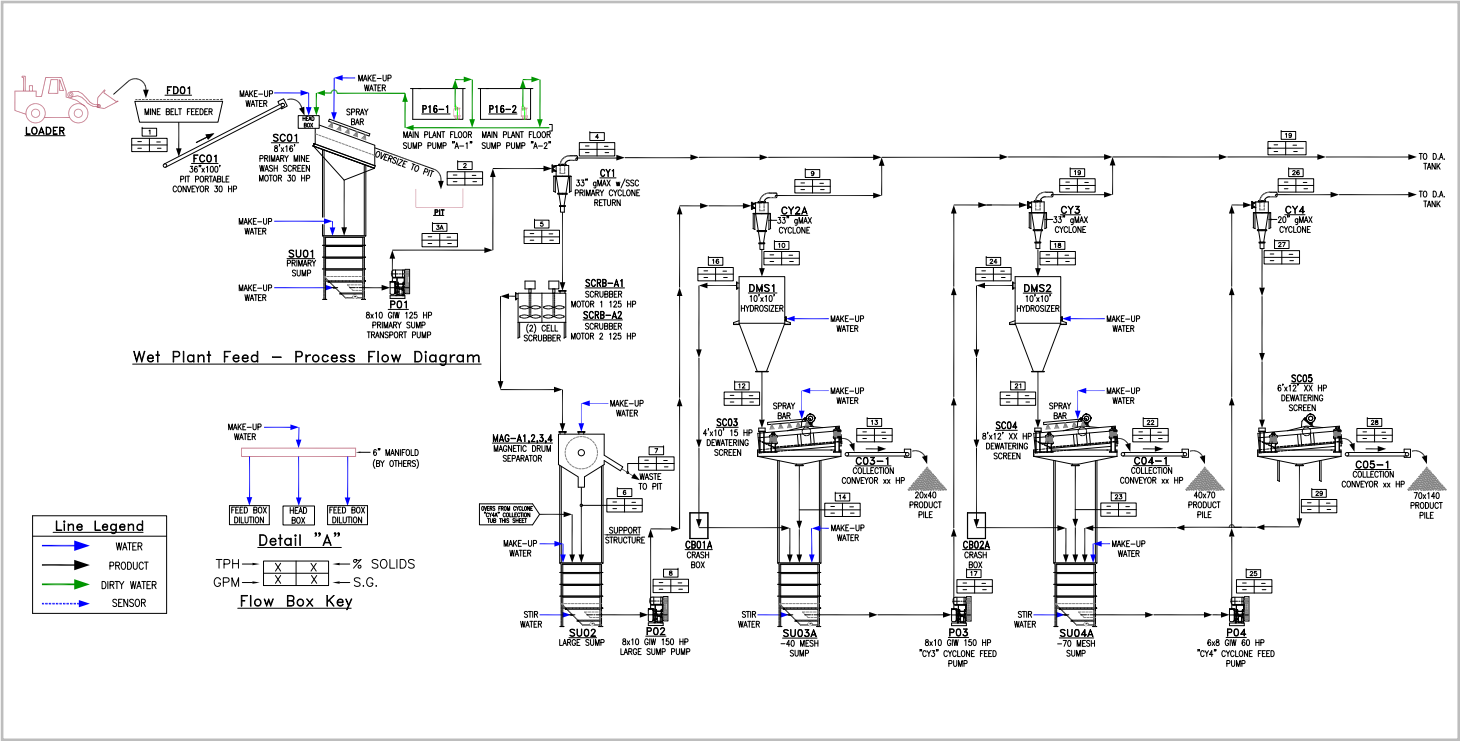 LOADER
FD01
MINE BELT FEEDER
1
FC01
36"x100'
PIT PORTABLE
CONVEYOR 30 HP
MAKE-UP
WATER
HEAD
BOX
MAKE-UP
WATER
SPRAY
BAR
SC01
8'x16'
PRIMARY MINE
WASH SCREEN
MOTOR 30 HP
OVERSIZE TO PIT
2
PIT
P16-1
MAIN PLANT FLOOR
SUMP PUMP "A-1"
P16-2
MAIN PLANT FLOOR
SUMP PUMP "A-2"
MAKE-UP
WATER
SU01
PRIMARY
SUMP
MAKE-UP
WATER
3A
P01
8x10 GIW 125 HP
PRIMARY SUMP
TRANSPORT PUMP
Wet Plant Feed - Process Flow Diagram
4
CY1
33" gMAX w/SSC
PRIMARY CYCLONE
RETURN
5
SCRB-A1
SCRUBBER
MOTOR 1 125 HP
SCRB-A2
SCRUBBER
MOTOR 2 125 HP
(2) CELL
SCRUBBER
MAKE-UP
WATER
MAG-A1,2,3,4
MAGNETIC DRUM
SEPARATOR
7
WASTE
TO PIT
6
OVERS FROM CYCLONE
"CY4A" COLLECTION
TUB THIS SHEET
SUPPORT
STRUCTURE
MAKE-UP
WATER
STIR
WATER
SU02
LARGE SUMP
8
P02
8x10 GIW 150 HP
LARGE SUMP PUMP
9
CY2A
33" gMAX
CYCLONE
10
16
DMS1
10'x10'
HYDROSIZER
MAKE-UP
WATER
12
SC03
4'x10' 15 HP
DEWATERING
SCREEN
SPRAY
BAR
MAKE-UP
WATER
13
C03-1
COLLECTION
CONVEYOR xx HP
20x40
PRODUCT
PILE
14
CB01A
CRASH
BOX
MAKE-UP
WATER
STIR
WATER
SU03A
-40 MESH
SUMP
17
P03
8x10 GIW 150 HP
"CY3" CYCLONE FEED
PUMP
19
CY3
33" gMAX
CYCLONE
18
24
DMS2
10'x10'
HYDROSIZER
MAKE-UP
WATER
21
SC04
8'x12' XX HP
DEWATERING
SCREEN
SPRAY
BAR
MAKE-UP
WATER
22
C04-1
COLLECTION
CONVEYOR xx HP
40x70
PRODUCT
PILE
23
CB02A
CRASH
BOX
MAKE-UP
WATER
STIR
WATER
SU04A
-70 MESH
SUMP
25
P04
6x8 GIW 60 HP
"CY4" CYCLONE FEED
PUMP
19
TO D.A.
TANK
26
TO D.A.
TANK
CY4
20" gMAX
CYCLONE
27
SC05
6'x12' XX HP
DEWATERING
SCREEN
28
C05-1
COLLECTION
CONVEYOR xx HP
70x140
PRODUCT
PILE
29
MAKE-UP
WATER
6" MANIFOLD
(BY OTHERS)
FEED BOX
DILUTION
HEAD
BOX
FEED BOX
DILUTION
Detail "A"
TPH X X % SOLIDS
GPM X X S.G.
Flow Box Key
Line Legend
WATER
PRODUCT
DIRTY WATER
SENSOR